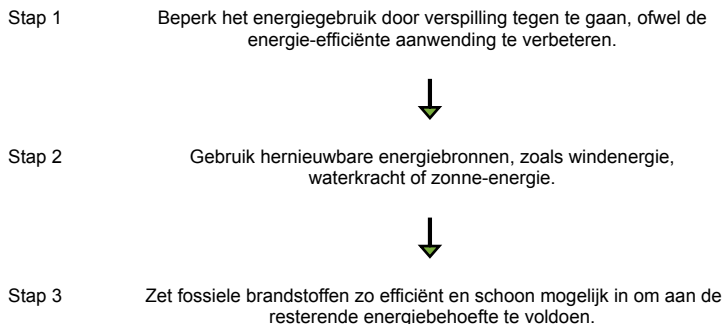 Stap 1 Beperk het energiegebruik door verspilling tegen te gaan, ofwel de
energie-efficiënte aanwending te verbeteren.
Stap 2 Gebruik hernieuwbare energiebronnen, zoals windenergie,
waterkracht of zonne-energie.
Stap 3 Zet fossiele brandstoffen zo efficiënt en schoon mogelijk in om aan de
resterende energiebehoefte te voldoen.